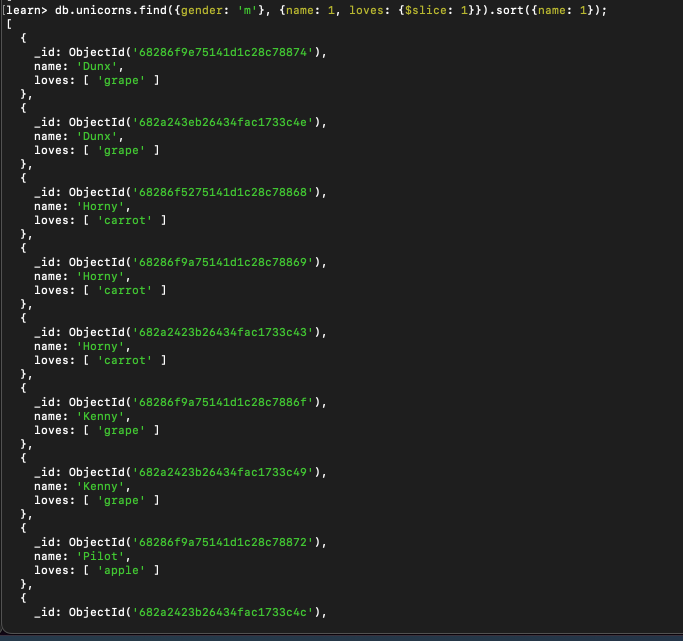 [learn> db.unicorns.find({gender: 'm'}, {name: 1, loves: {$slice: 1}}).sort({name: 1});
[
  {
    _id: ObjectId('68286f9e75141d1c28c78874'),
    name: 'Dunx',
    loves: [ 'grape' ]
  },
  {
    _id: ObjectId('682a243eb26434fac1733c4e'),
    name: 'Dunx',
    loves: [ 'grape' ]
  },
  {
    _id: ObjectId('68286f5275141d1c28c78868'),
    name: 'Horny',
    loves: [ 'carrot' ]
  },
  {
    _id: ObjectId('68286f9a75141d1c28c78869'),
    name: 'Horny',
    loves: [ 'carrot' ]
  },
  {
    _id: ObjectId('682a2423b26434fac1733c43'),
    name: 'Horny',
    loves: [ 'carrot' ]
  },
  {
    _id: ObjectId('68286f9a75141d1c28c7886f'),
    name: 'Kenny',
    loves: [ 'grape' ]
  },
  {
    _id: ObjectId('682a2423b26434fac1733c49'),
    name: 'Kenny',
    loves: [ 'grape' ]
  },
  {
    _id: ObjectId('68286f9a75141d1c28c78872'),
    name: 'Pilot',
    loves: [ 'apple' ]
  },
  {
    _id: ObjectId('682a2423b26434fac1733c4c'),